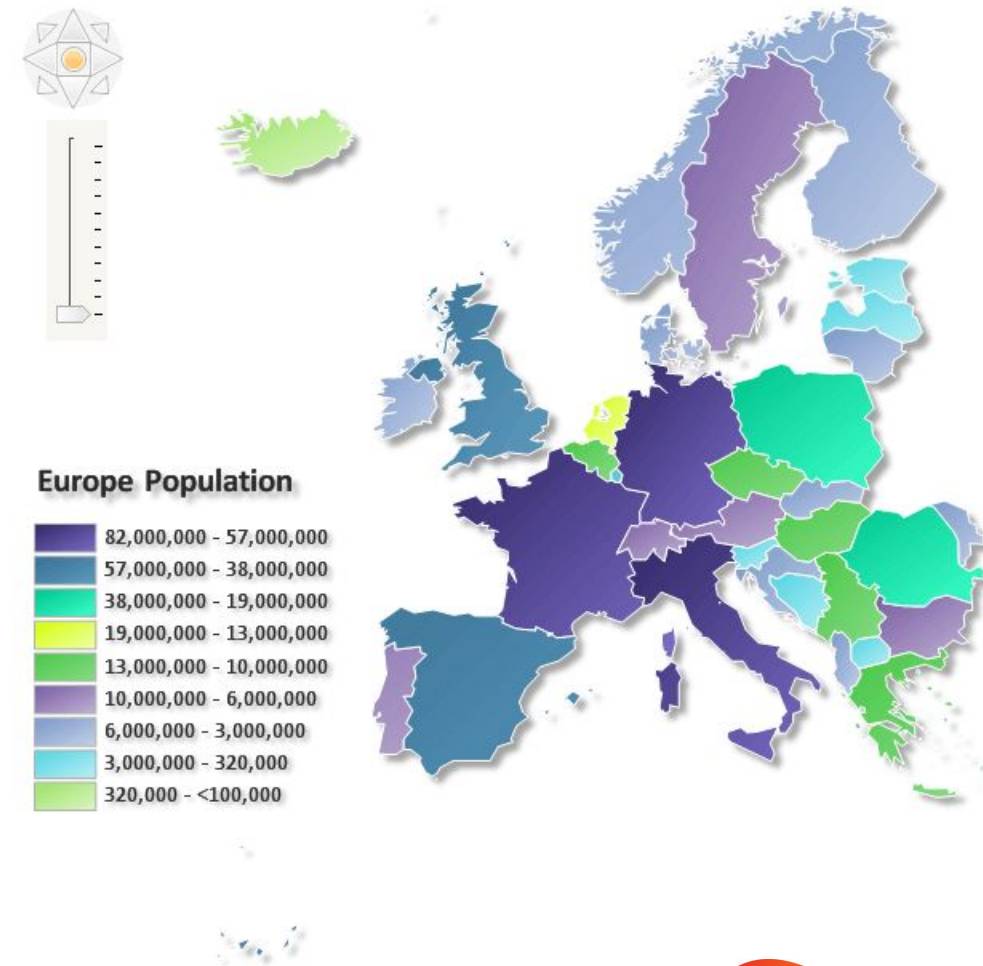 Europe Population
82,000,000 - 57,000,000
57,000,000 - 38,000,000
38,000,000 - 19,000,000
19,000,000 - 13,000,000
13,000,000 - 10,000,000
10,000,000 - 6,000,000
6,000,000 - 3,000,000
3,000,000 - 320,000
320,000 - <100,000